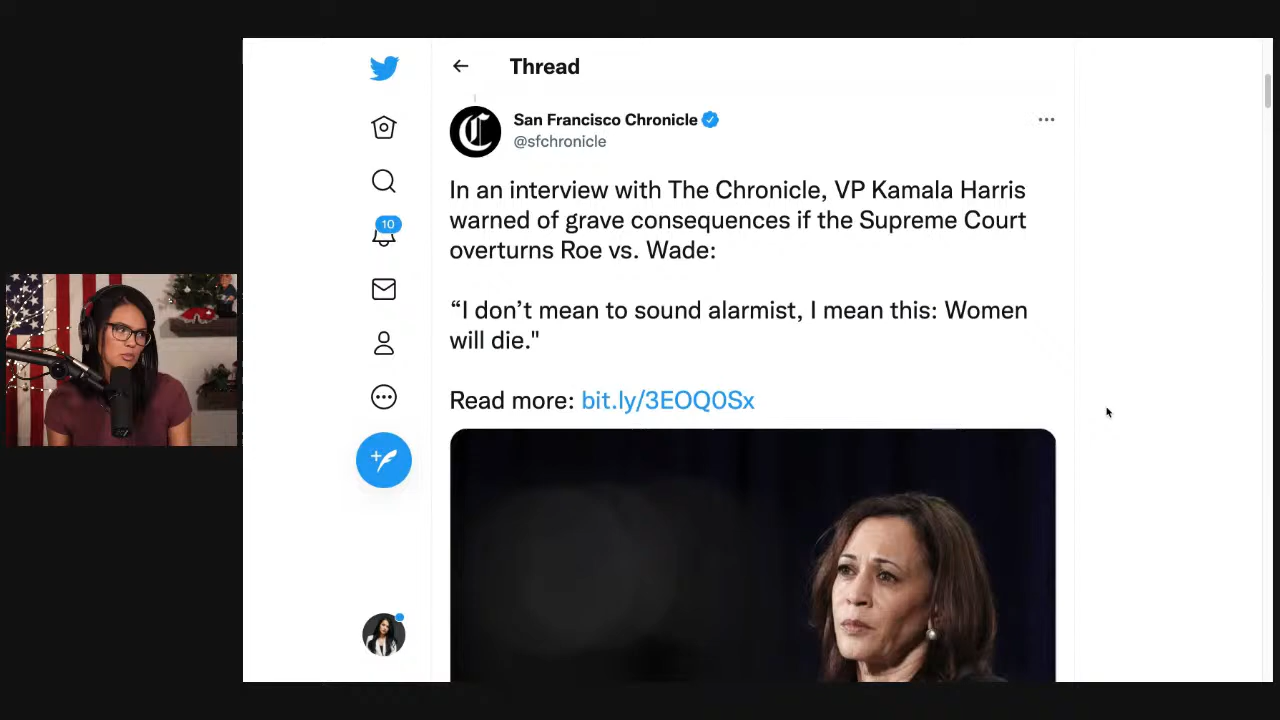 Thread
San Francisco Chronicle
@sfchronicle
In an interview with The Chronicle, VP Kamala Harris
warned of grave consequences if the Supreme Court
overturns Roe vs. Wade:
“I don’t mean to sound alarmist, I mean this: Women
will die."
Read more: bit.ly/3EOQ0Sx
10